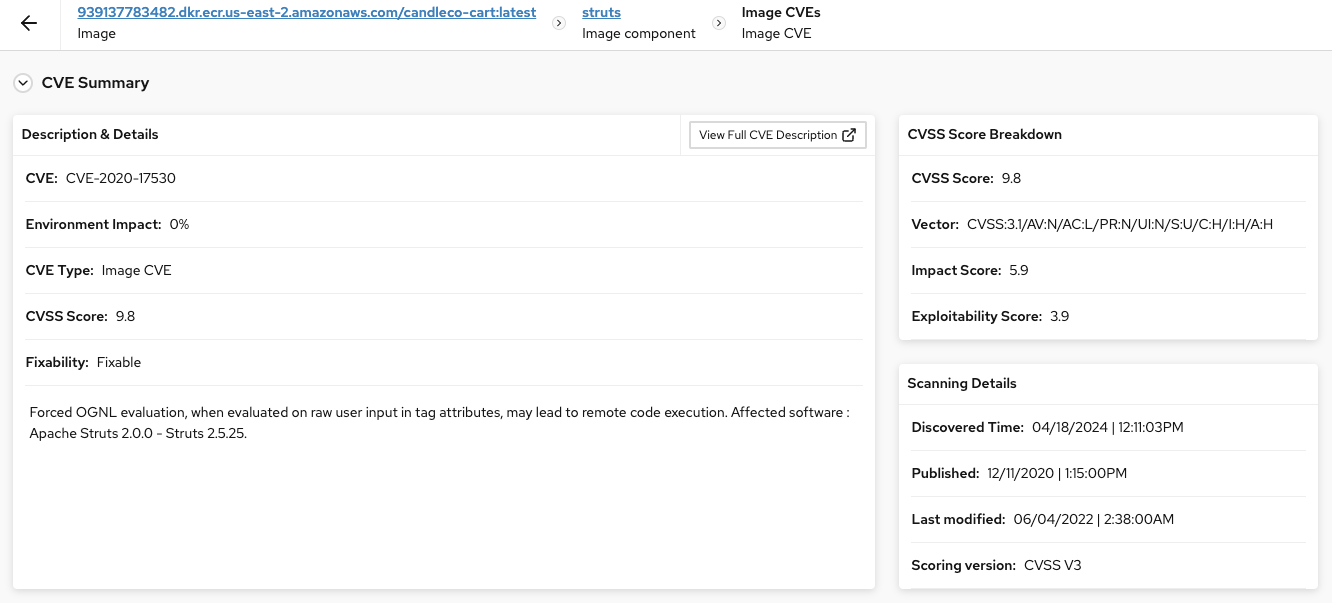 939137783482.dkr.ecr.us-east-2.amazonaws.com/candleco-cart:latest
Image
struts
Image component
Image CVEs
Image CVE
CVE Summary
Description & Details
View Full CVE Description
CVE: CVE-2020-17530
Environment Impact: 0%
CVE Type: Image CVE
CVSS Score: 9.8
Fixability: Fixable
Forced OGNL evaluation, when evaluated on raw user input in tag attributes, may lead to remote code execution. Affected software :
Apache Struts 2.0.0 - Struts 2.5.25.
CVSS Score Breakdown
CVSS Score: 9.8
Vector: CVSS:3.1/AV:N/AC:L/PR:N/UI:N/S:U/C:H/I:H/A:H
Impact Score: 5.9
Exploitability Score: 3.9
Scanning Details
Discovered Time: 04/18/2024 | 12:11:03PM
Published: 12/11/2020 | 1:15:00PM
Last modified: 06/04/2022 | 2:38:00AM
Scoring version: CVSS V3